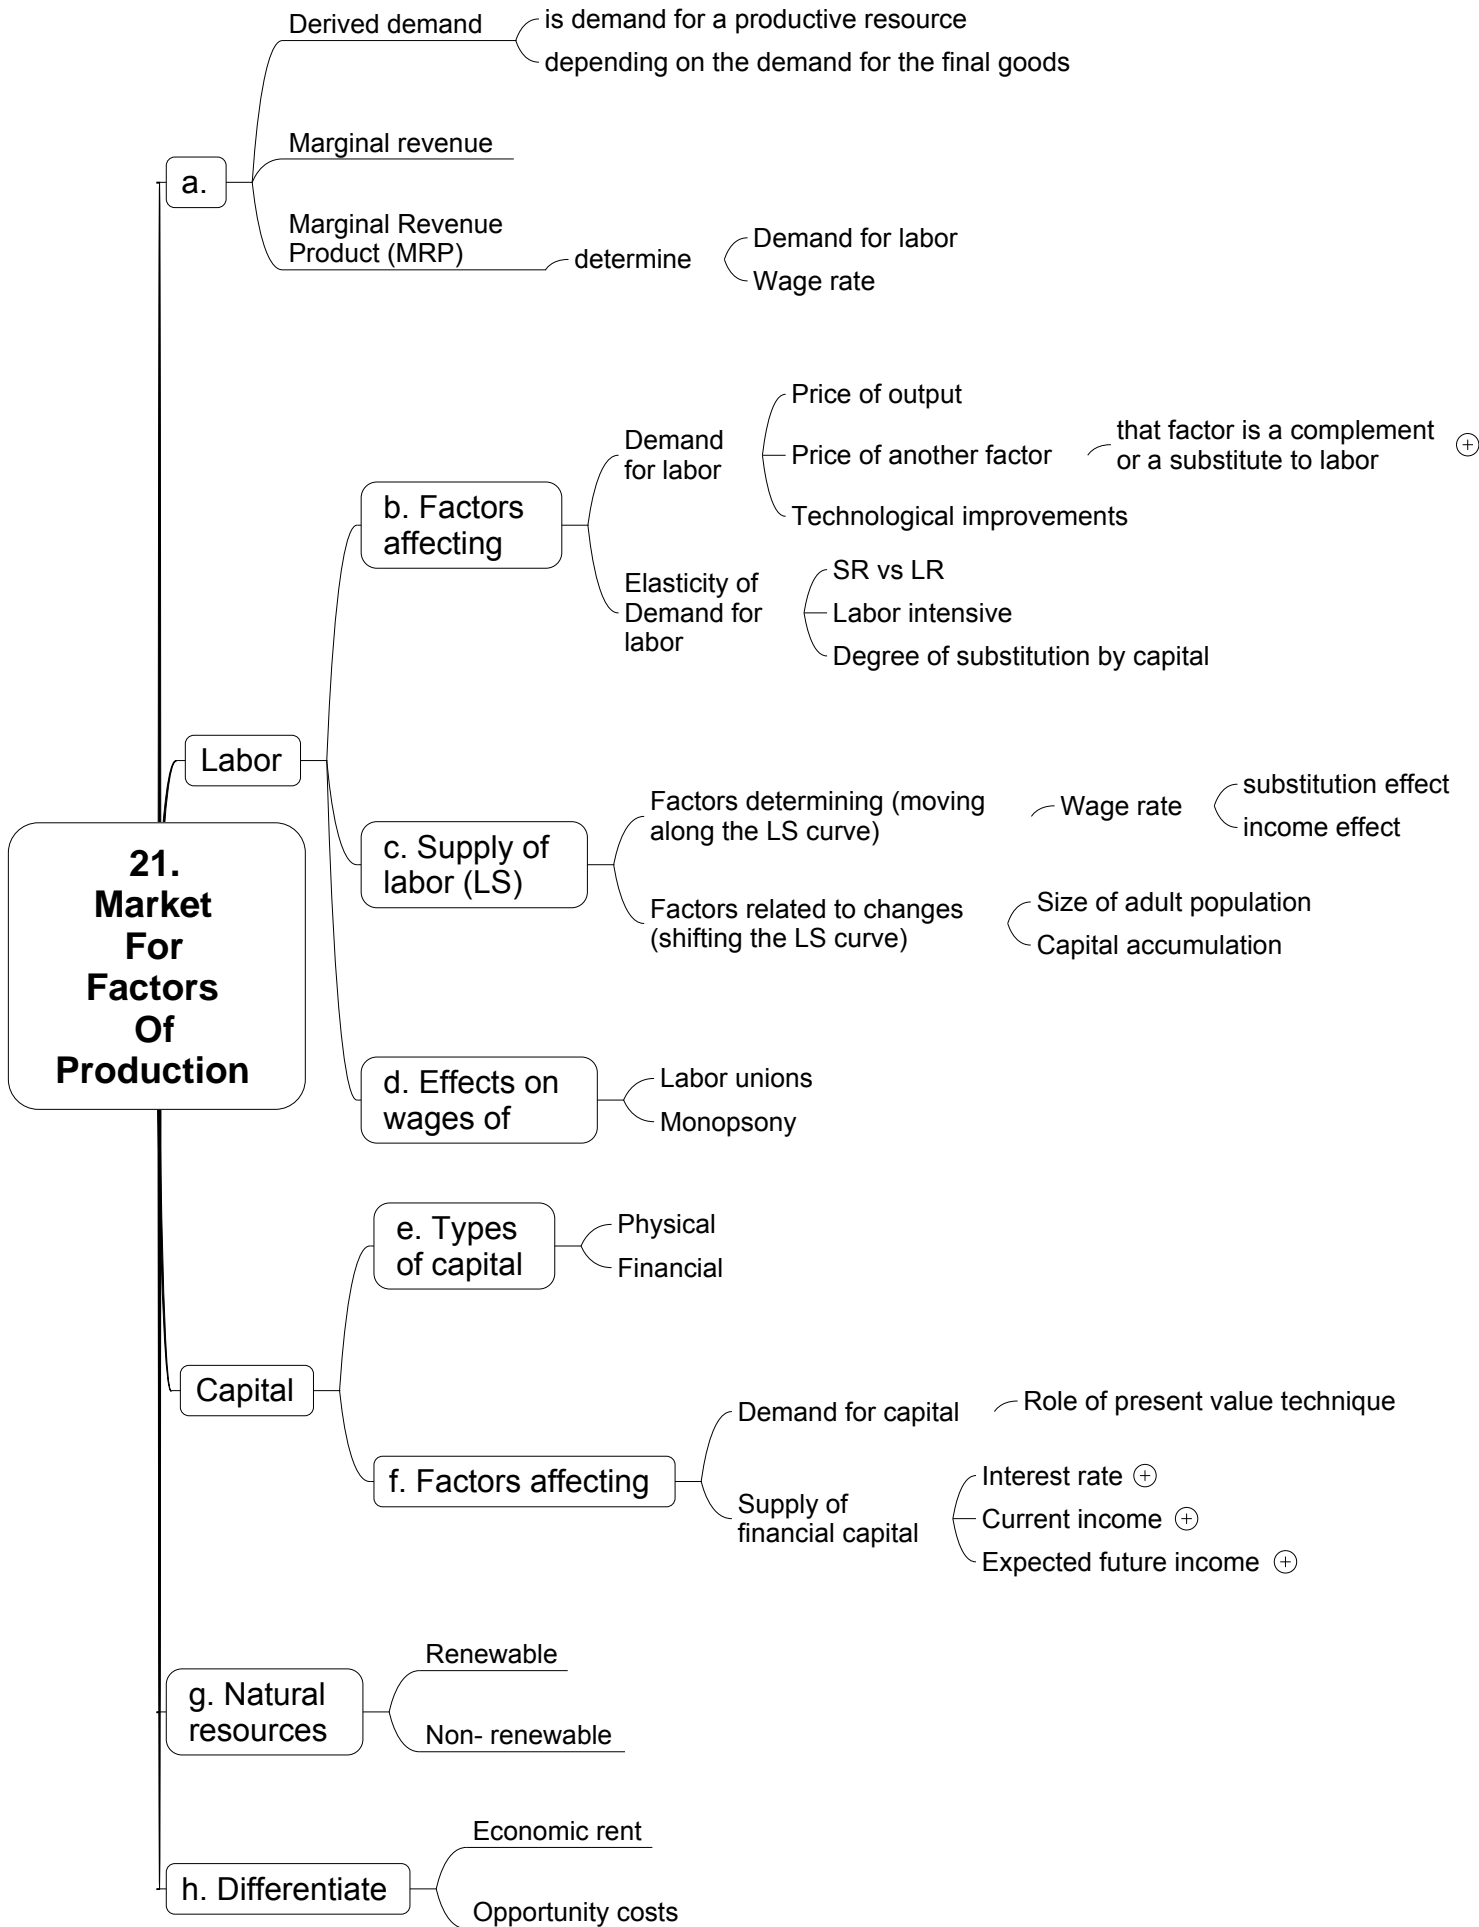 21.
Market
For
Factors
Of
Production
a.
Derived demand
is demand for a productive resource
depending on the demand for the final goods
Marginal revenue
Marginal Revenue
Product (MRP)
determine
Demand for labor
Wage rate
Labor
b. Factors
affecting
Demand
for labor
Price of output
Price of another factor
that factor is a complement
or a substitute to labor
Technological improvements
Elasticity of
Demand for
labor
SR vs LR
Labor intensive
Degree of substitution by capital
c. Supply of
labor (LS)
Factors determining (moving
along the LS curve)
Wage rate
substitution effect
income effect
Factors related to changes
(shifting the LS curve)
Size of adult population
Capital accumulation
d. Effects on
wages of
Labor unions
Monopsony
Capital
e. Types
of capital
Physical
Financial
f. Factors affecting
Demand for capital
Role of present value technique
Supply of
financial capital
Interest rate
Current income
Expected future income
g. Natural
resources
Renewable
Non- renewable
h. Differentiate
Economic rent
Opportunity costs